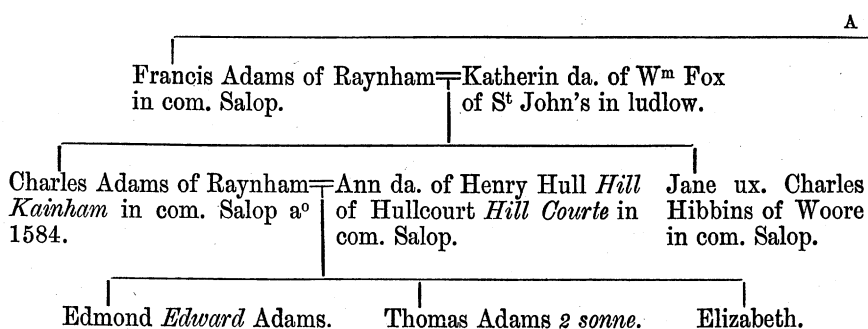 A
Francis Adams of Raynham
in com. Salop.
Katherin da. of Wm Fox
of St John's in ludlow.
Charles Adams of Raynham
Kainham in com. Salop ao
1584.
Ann da. of Henry Hull Hill
of Hullcourt Hill Courte in
com. Salop.
Jane ux. Charles
Hibbins of Woore
in com. Salop.
Edmond Edward Adams.
Thomas Adams 2 sonne.
Elizabeth.